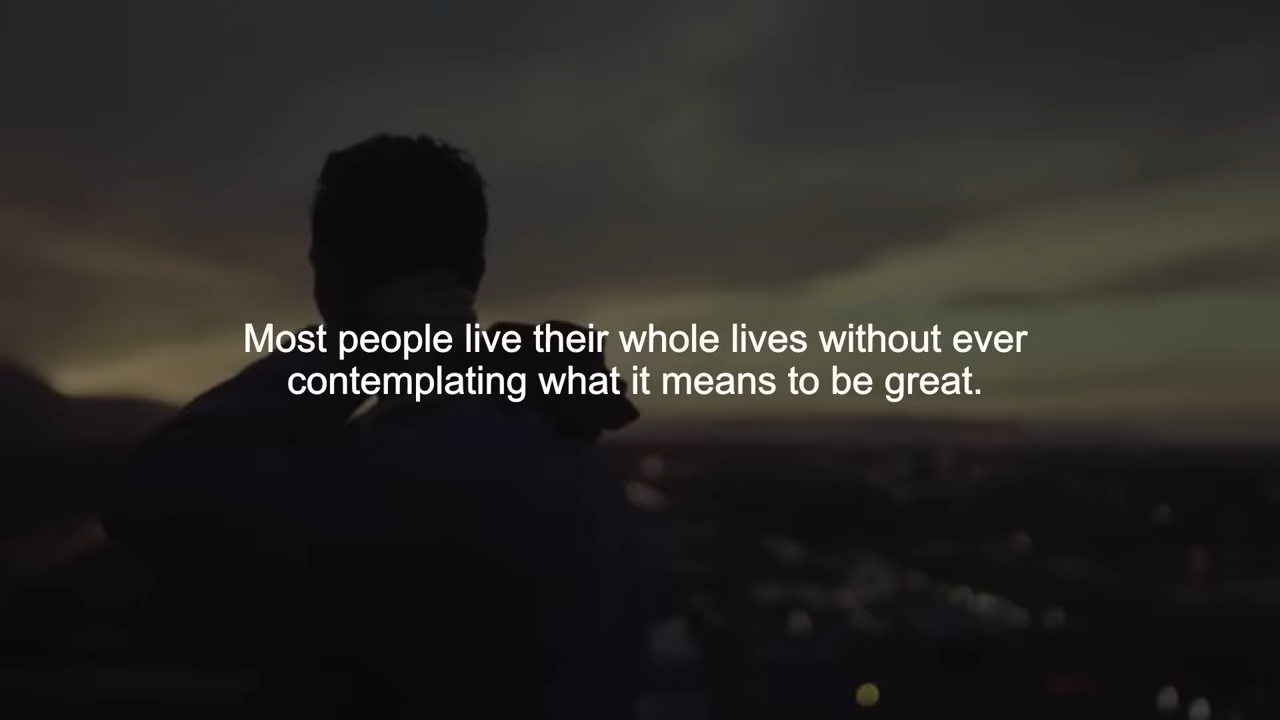 Most people live their whole lives without ever
contemplating what it means to be great.